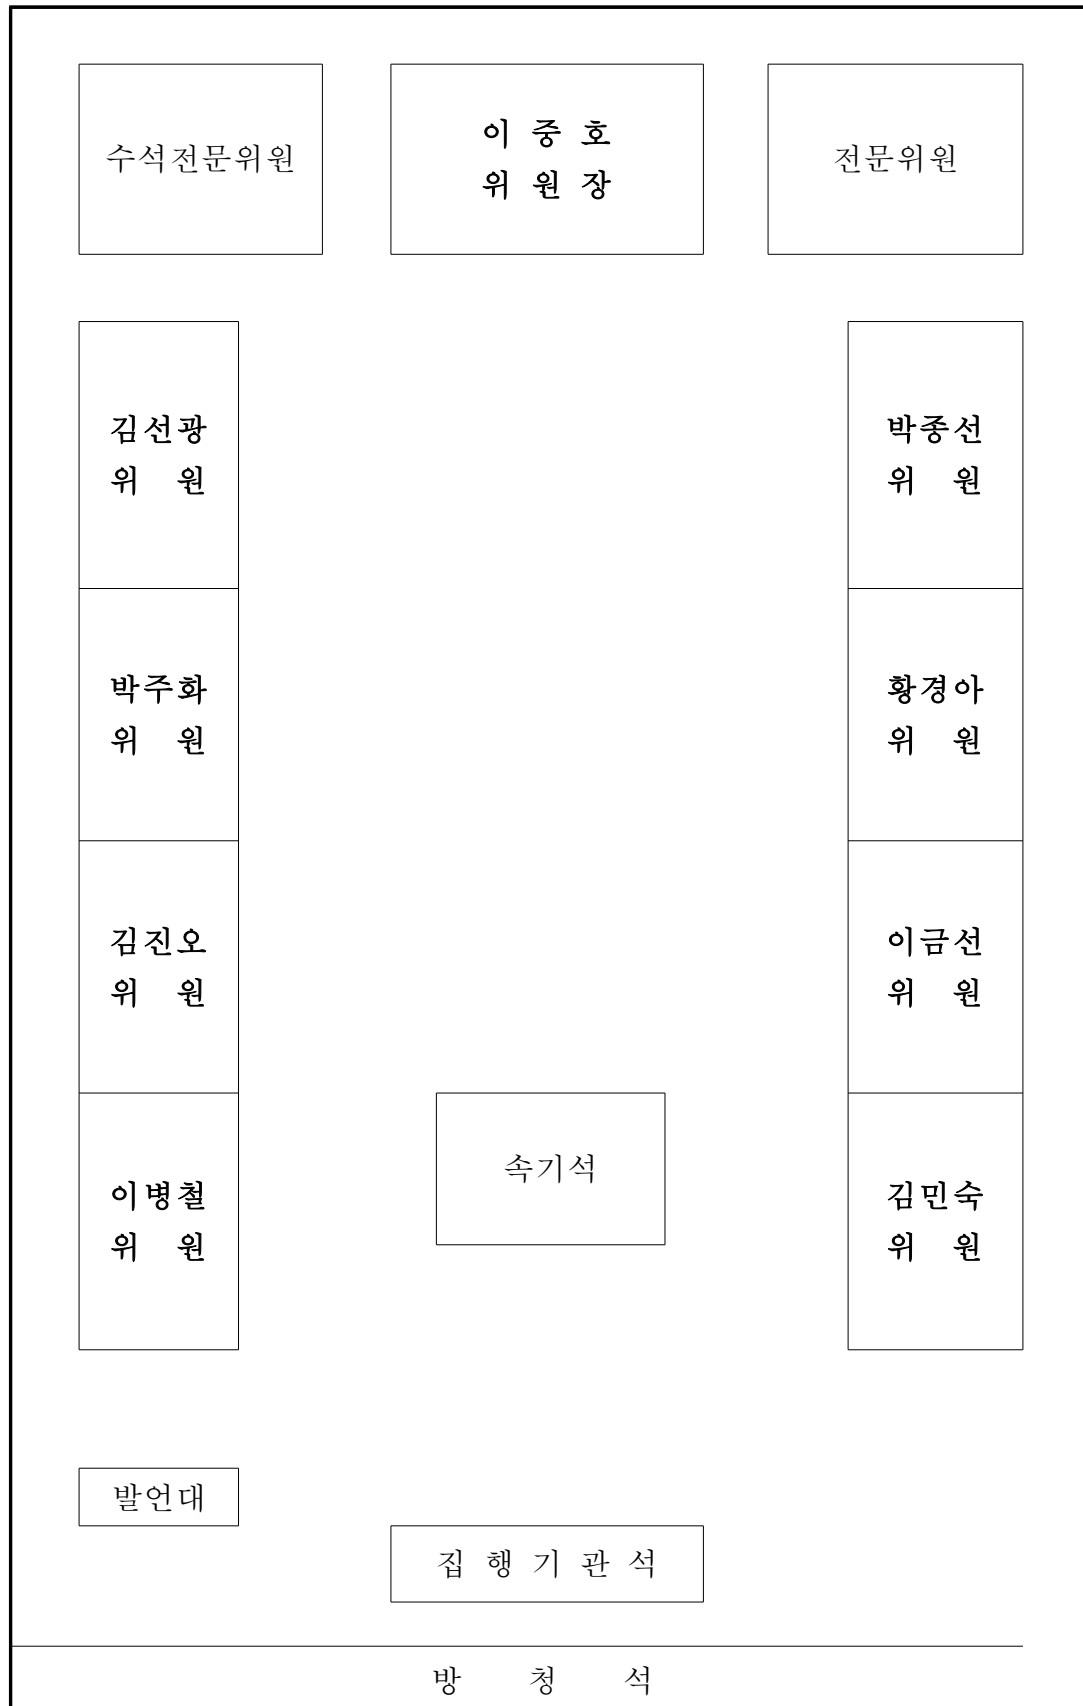 수석전문위원
이 중 호
위 원 장
전문위원
김선광
위 원
박종선
위 원
박주화
위 원
황경아
위 원
김진오
위 원
이금선
위 원
이병철
위 원
속기석
김민숙
위 원
발언대
집 행 기 관 석
방 청 석